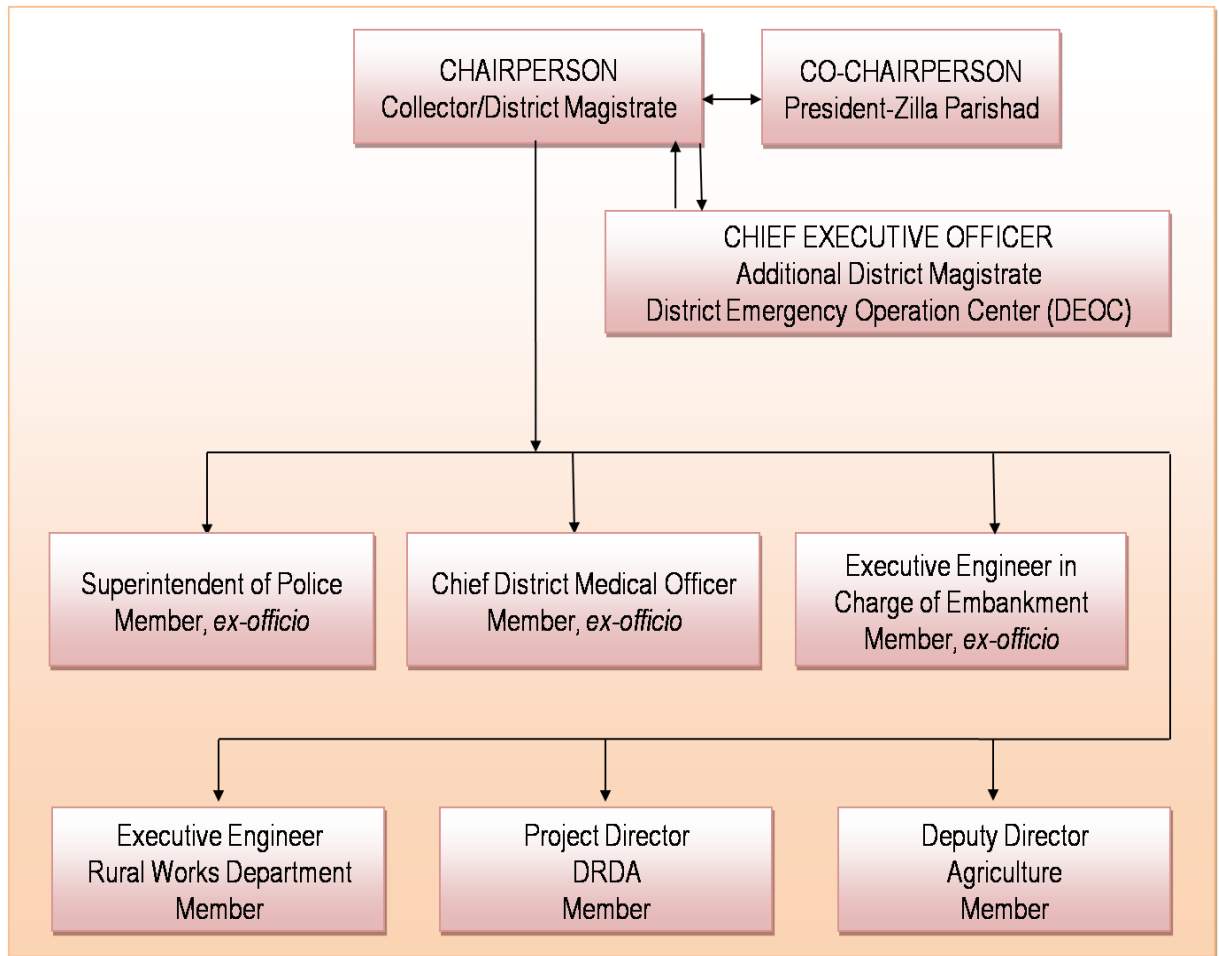 CHAIRPERSON
Collector/District Magistrate
CO-CHAIRPERSON
President-Zilla Parishad
CHIEF EXECUTIVE OFFICER
Additional District Magistrate
District Emergency Operation Center (DEOC)
Superintendent of Police
Member, ex-officio
Chief District Medical Officer
Member, ex-officio
Executive Engineer in
Charge of Embankment
Member, ex-officio
Executive Engineer
Rural Works Department
Member
Project Director
DRDA
Member
Deputy Director
Agriculture
Member